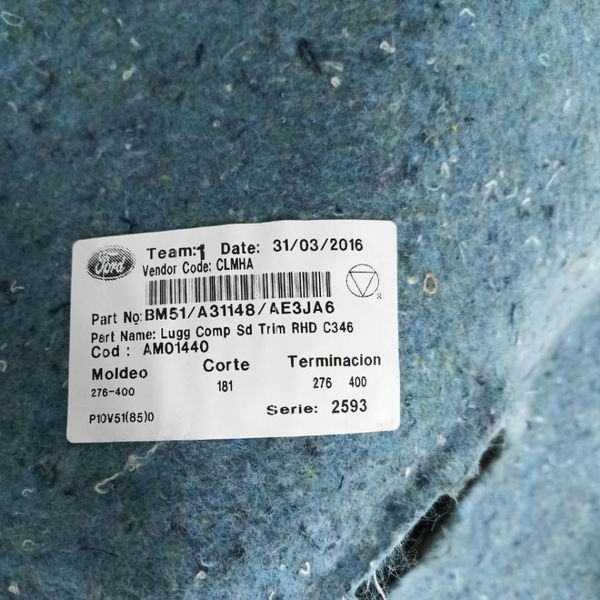 Ford
Team:1 Date: 31/03/2016
Vendor Code: CLMHA
R
Part No:BM51/A31148/AE3JA6
Part Name: Lugg Comp Sd Trim RHD C346
Cod : AM01440
Moldeo Corte Terminacion
276-400 181 276 400
P10V51(85)0 Serie: 2593